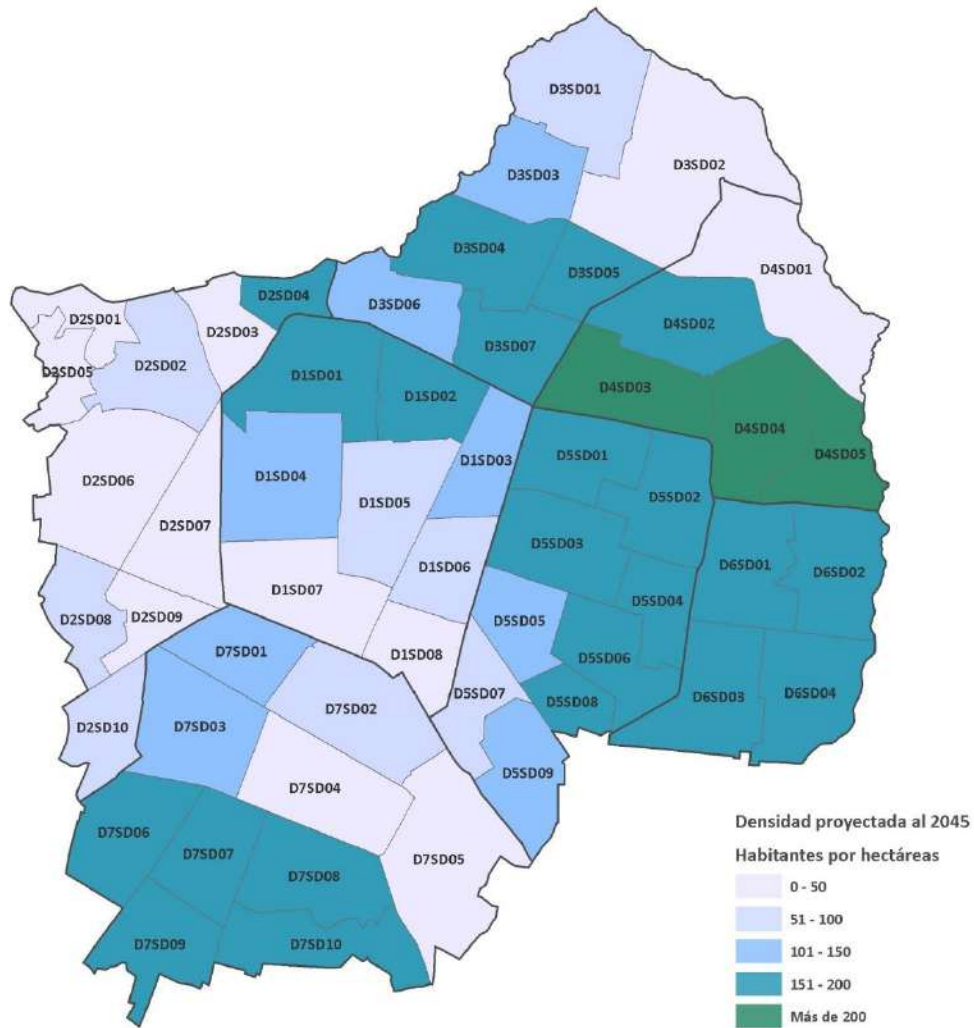 D3SD01
D3SD02
D3SD03
D3SD04
D3SD05
D4SD01
D2SD04
D3SD06
D4SD02
D2SD01
D2SD03
D3SD07
D2SD02
D2SD05
D1SD01
D4SD03
D1SD02
D4SD04
D1SD03
D5SD01
D4SD05
D2SD06
D1SD04
D5SD02
D1SD05
D2SD07
D5SD03
D6SD01
D6SD02
D1SD06
D1SD07
D5SD04
D2SD08
D2SD09
D5SD05
D7SD01
D1SD08
D5SD06
D5SD07
D6SD03
D6SD04
D5SD08
D7SD02
D2SD10
D7SD03
D5SD09
D7SD04
D7SD06
D7SD07
D7SD05
D7SD08
D7SD09
D7SD10
Densidad proyectada al 2045
Habitantes por hectáreas
0 - 50
51 - 100
101 - 150
151 - 200
Más de 200